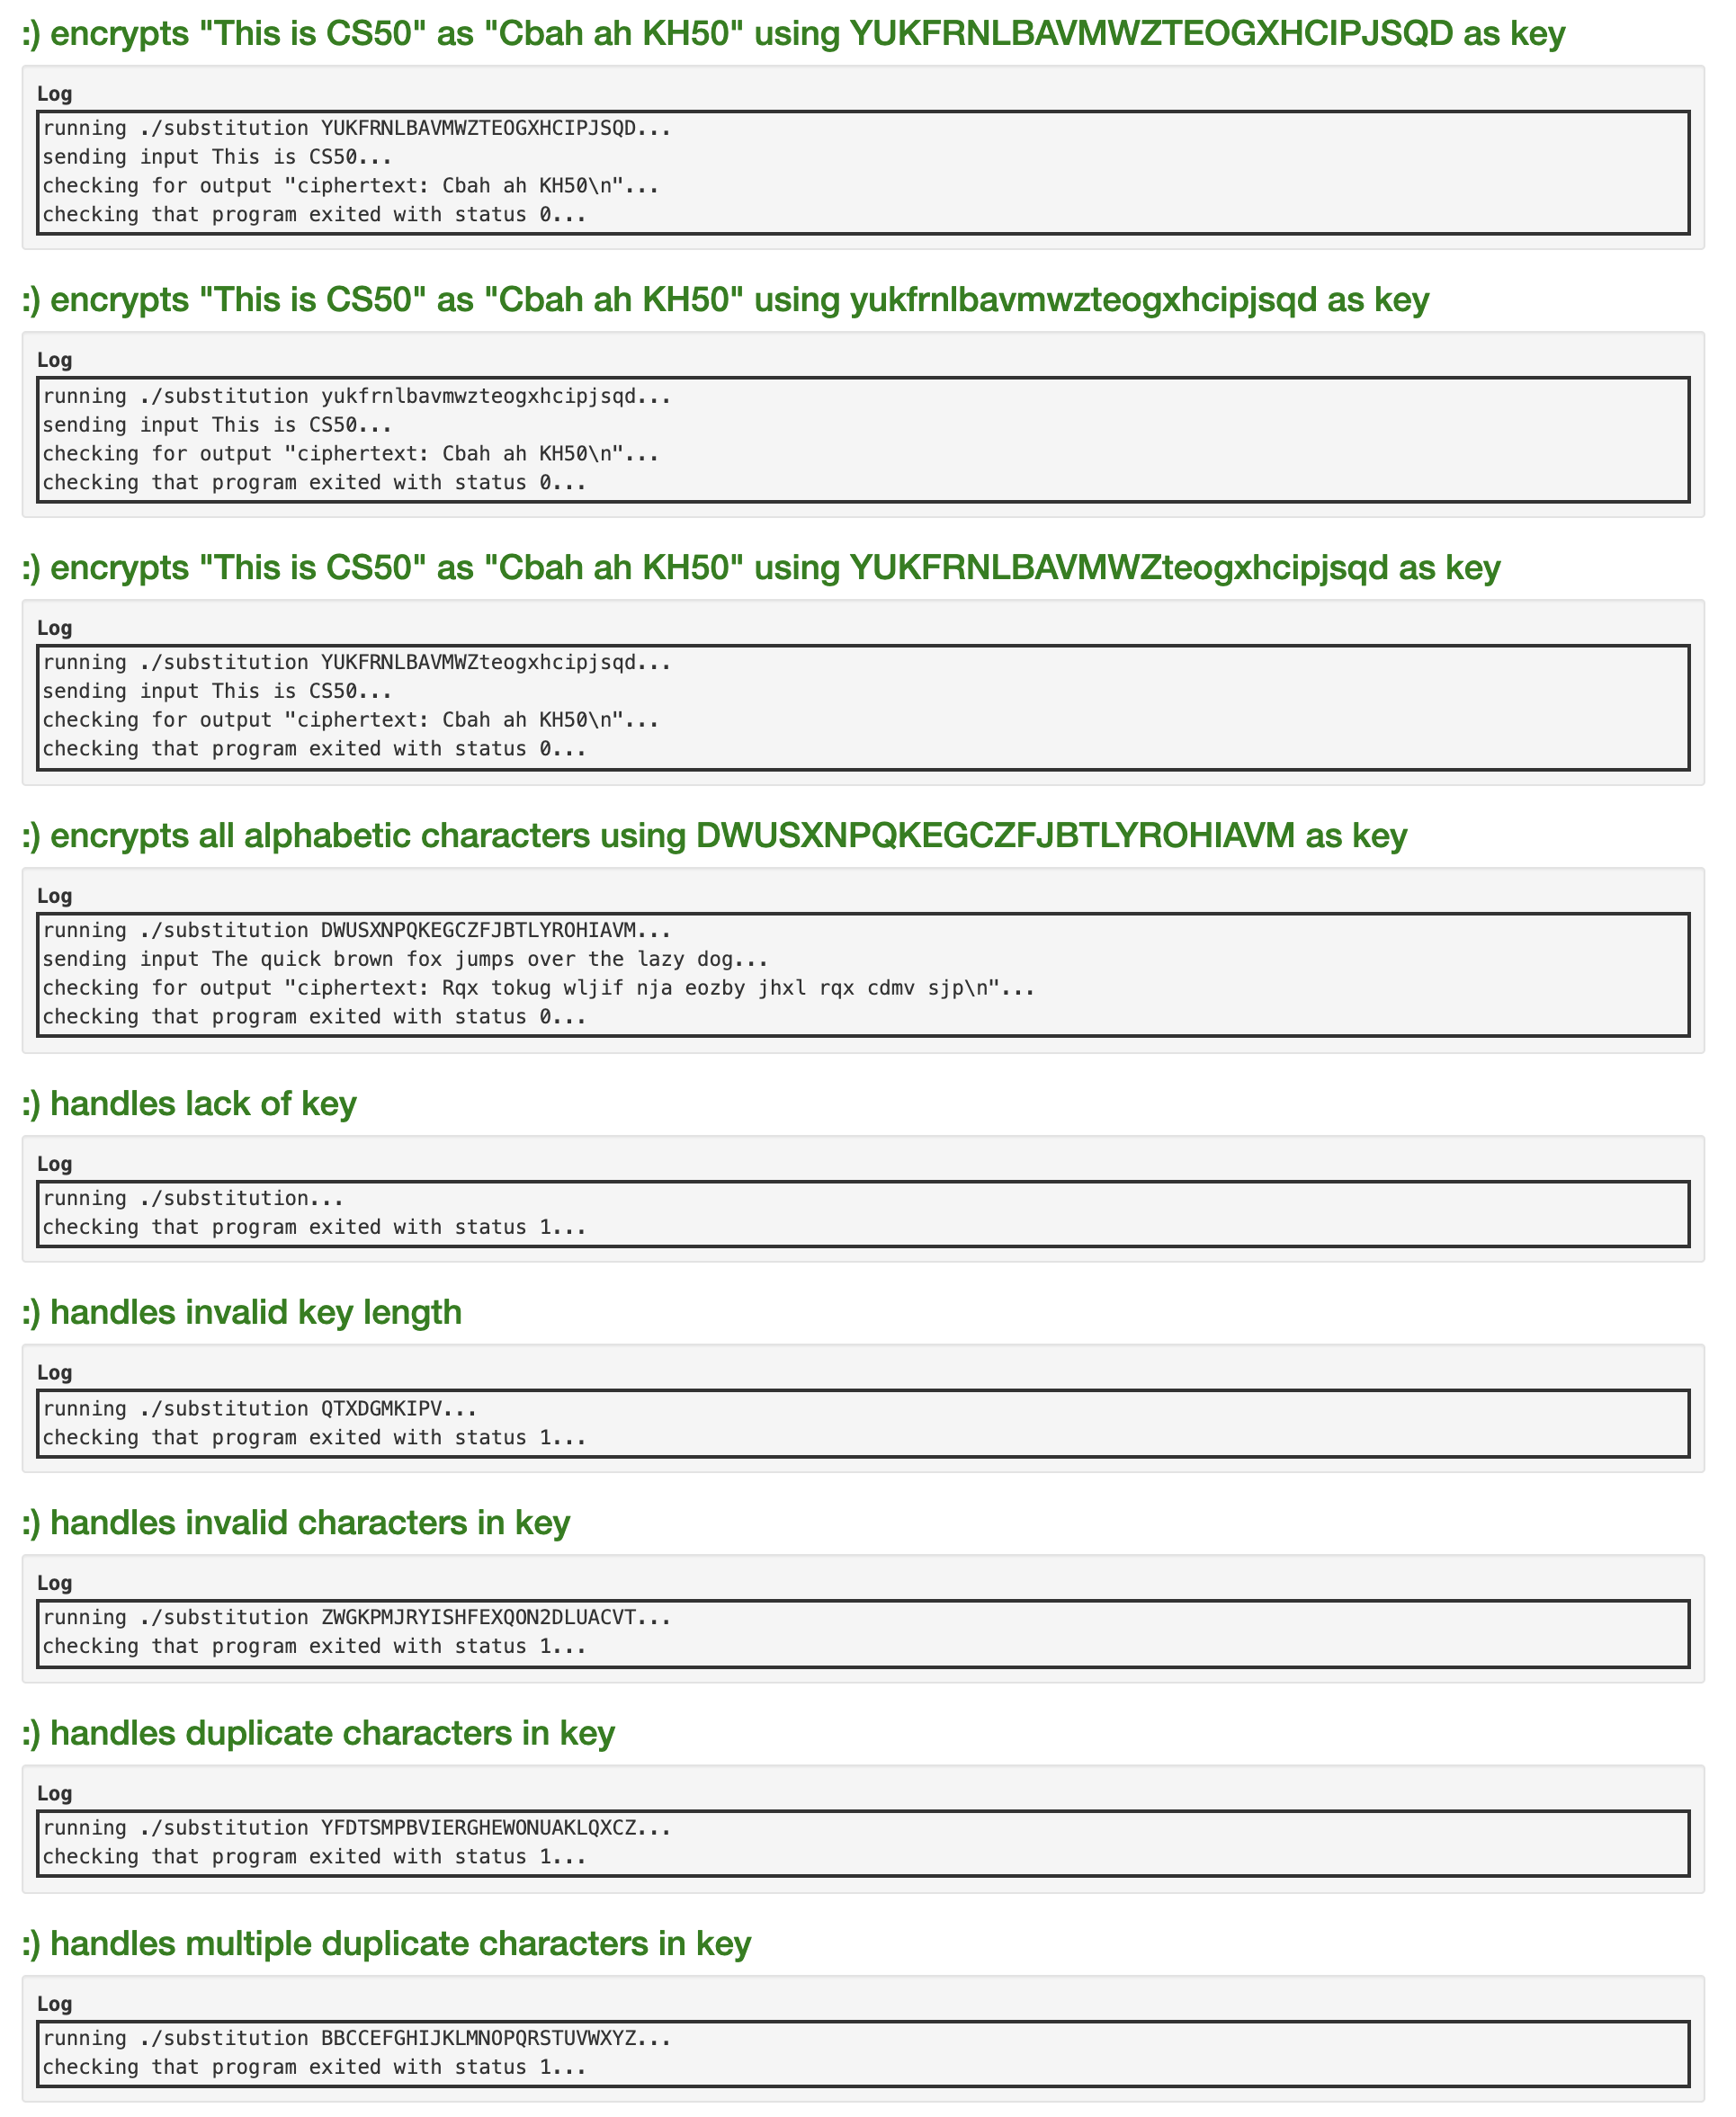 :) encrypts "This is CS50" as "Cbah ah KH50" using YUKFRNLBAVMWZTEOGXHCIPJSQD as key
Log
running ./substitution YUKFRNLBAVMWZTEOGXHCIPJSQD...
sending input This is CS50...
checking for output "ciphertext: Cbah ah KH50\n"...
checking that program exited with status 0...
:) encrypts "This is CS50" as "Cbah ah KH50" using yukfrnlbavmwzteogxhcipjsqd as key
Log
running ./substitution yukfrnlbavmwzteogxhcipjsqd...
sending input This is CS50...
checking for output "ciphertext: Cbah ah KH50\n"...
checking that program exited with status 0...
:) encrypts "This is CS50" as "Cbah ah KH50" using YUKFRNLBAVMWZteogxhcipjsqd as key
Log
running ./substitution YUKFRNLBAVMWZteogxhcipjsqd...
sending input This is CS50...
checking for output "ciphertext: Cbah ah KH50\n"...
checking that program exited with status 0...
:) encrypts all alphabetic characters using DWUSXNPQKEGCZFJBTLYROHIAVM as key
Log
running ./substitution DWUSXNPQKEGCZFJBTLYROHIAVM...
sending input The quick brown fox jumps over the lazy dog...
checking for output "ciphertext: Rqx tokug wljif nja eozby jhxl rqx cdmv sjp\n"...
checking that program exited with status 0...
:) handles lack of key
Log
running ./substitution...
checking that program exited with status 1...
:) handles invalid key length
Log
running ./substitution QTXDGMKIPV...
checking that program exited with status 1...
:) handles invalid characters in key
Log
running ./substitution ZWGKPMJRYISHFEXQON2DLUACVT...
checking that program exited with status 1...
:) handles duplicate characters in key
Log
running ./substitution YFDTSMPBVIERGHEWONUAKLQXCZ...
checking that program exited with status 1...
:) handles multiple duplicate characters in key
Log
running ./substitution BBCCEFGHIJKLMNOPQRSTUVWXYZ...
checking that program exited with status 1...